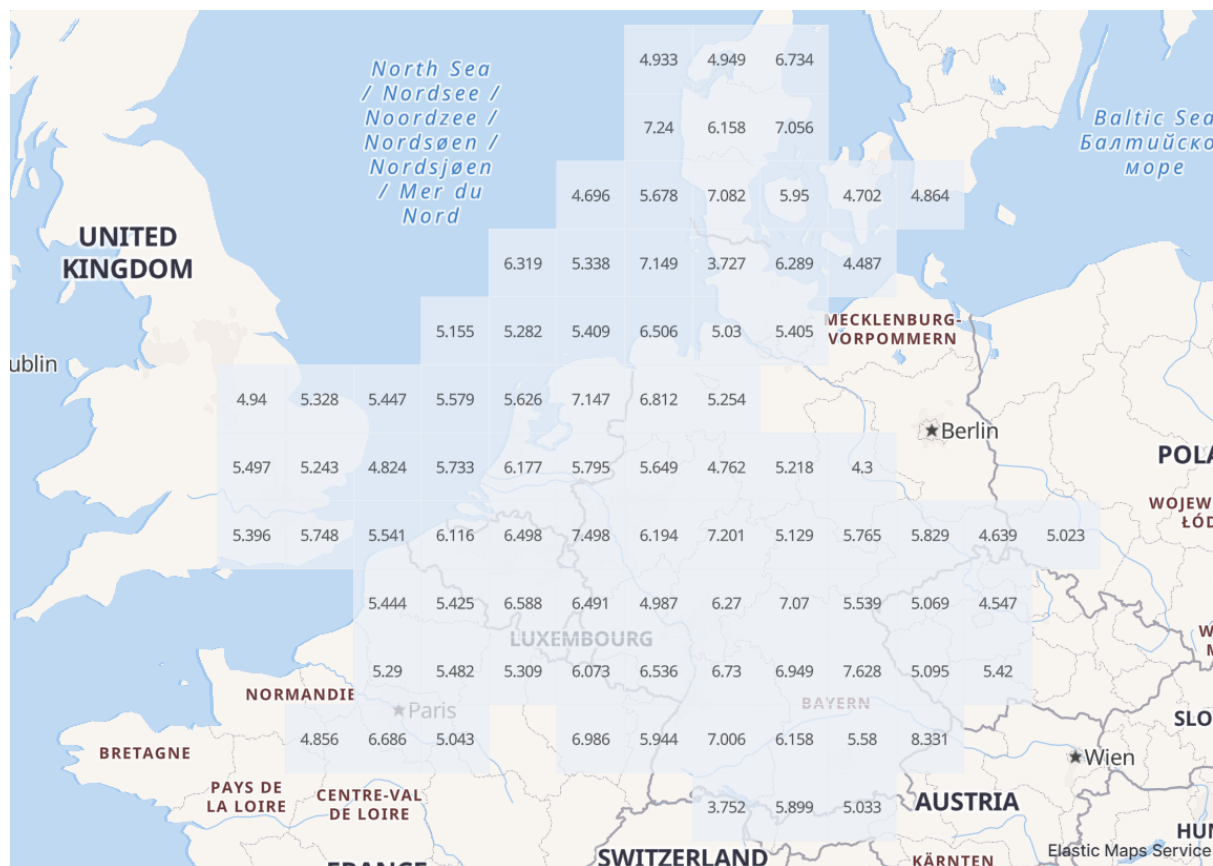 4.933 4.949 6.734
North Sea
/ Nordsee /
Noordzee /
Nordsøen /
Nordsjøen
/ Mer du
Nord
7.24 6.158 7.056
Baltic Sea
Балтийско
море
4.696 5.678 7.082 5.95 4.702 4.864
UNITED
KINGDOM
6.319 5.338 7.149 3.727 6.289 4.487
5.155 5.282 5.409 6.506 5.03 5.405
MECKLENBURG-
VORPOMMERN
ublin
4.94 5.328 5.447 5.579 5.626 7.147 6.812 5.254
Berlin
5.497 5.243 4.824 5.733 6.177 5.795 5.649 4.762 5.218 4.3
POLA
WOJEW
ŁÓD
5.396 5.748 5.541 6.116 6.498 7.498 6.194 7.201 5.129 5.765 5.829 4.639 5.023
5.444 5.425 6.588 6.491 4.987 6.27 7.07 5.539 5.069 4.547
LUXEMBOURG
W
M
5.29 5.482 5.309 6.073 6.536 6.73 6.949 7.628 5.095 5.42
NORMANDIE
BAYERN
Paris
SLO
4.856 6.686 5.043 6.986 5.944 7.006 6.158 5.58 8.331
BRETAGNE
Wien
PAYS DE
LA LOIRE
CENTRE-VAL
DE LOIRE
3.752 5.899 5.033
AUSTRIA
HUN
FRANCE
SWITZERLAND
KÄRNTEN
Elastic Maps Service